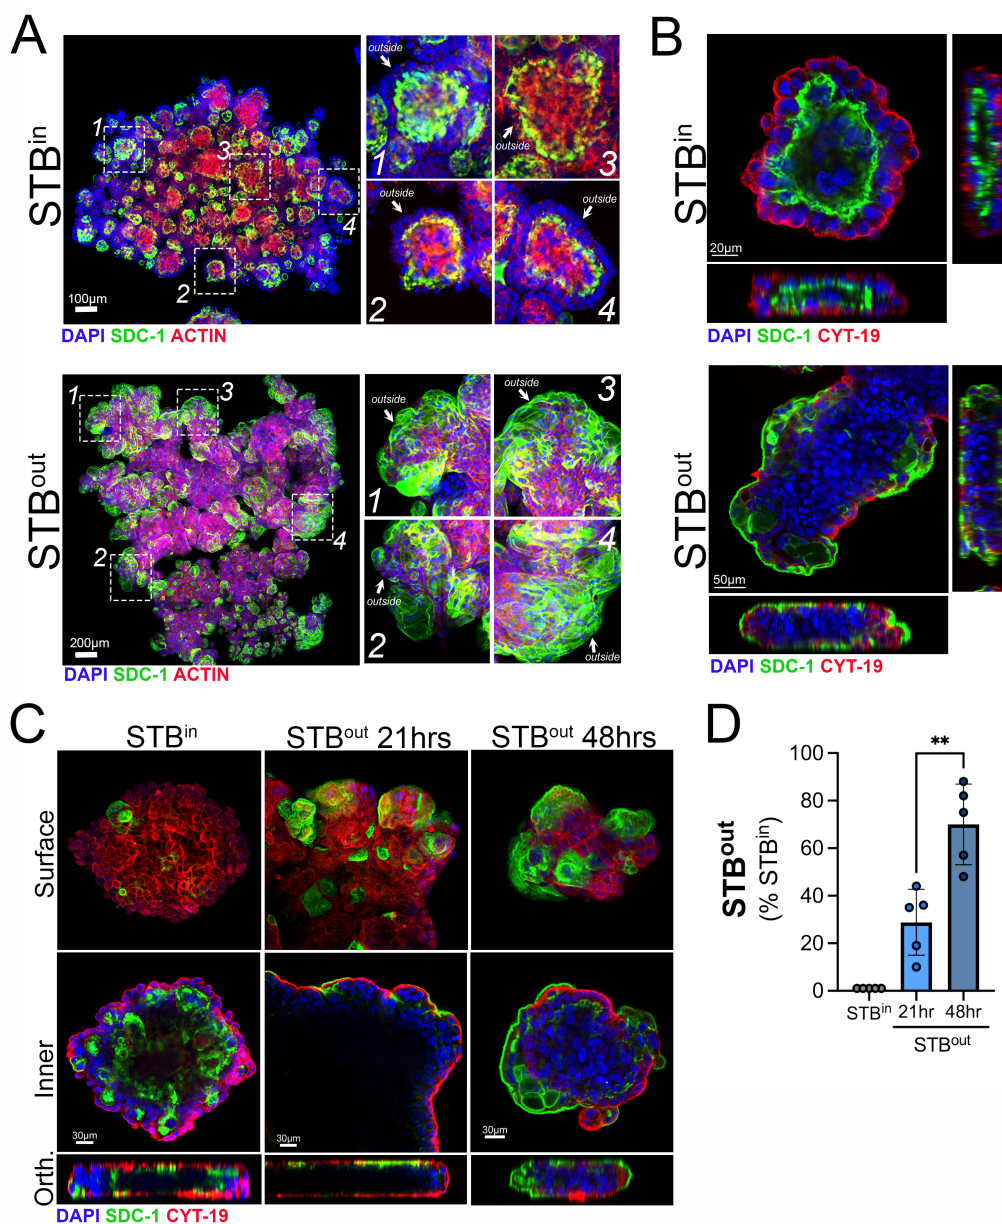 A
STBin
1
3
4
2
100µm
outside
1
outside
3
outside
2
outside
4
DAPI SDC-1 ACTIN
STBout
1
3
4
2
200µm
outside
1
outside
3
outside
2
4
outside
DAPI SDC-1 ACTIN
B
STBin
20µm
DAPI SDC-1 CYT-19
STBout
50µm
DAPI SDC-1 CYT-19
C
STBin
STBout 21hrs
STBout 48hrs
Surface
Inner
30µm
30µm
30µm
Orth.
DAPI SDC-1 CYT-19
D
STBout
(% STBin)
100
80
60
40
20
0
**
STBin
21hr
48hr
STBout